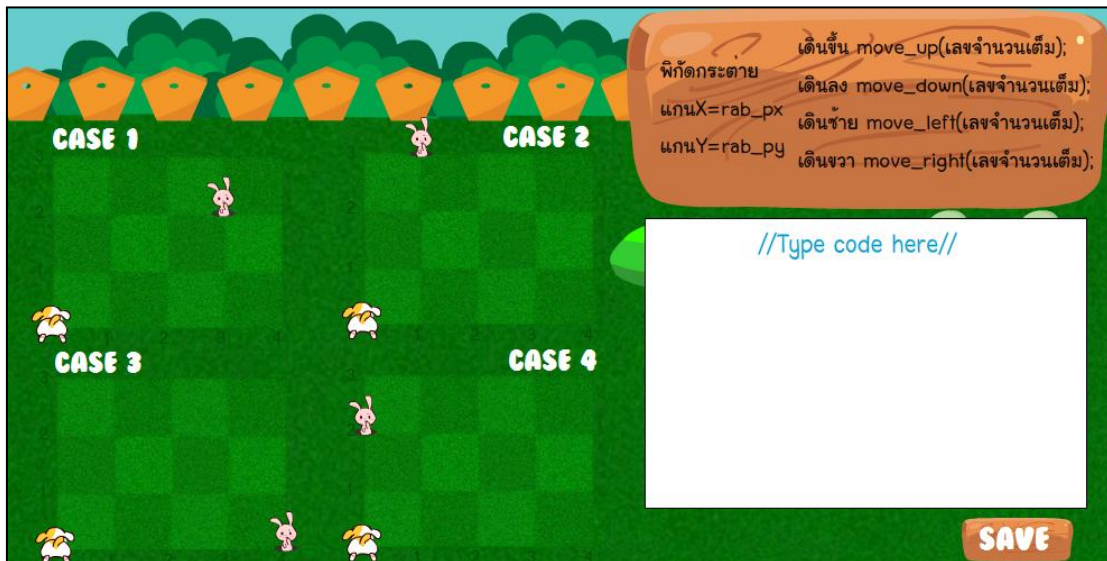 CASE 1
CASE 2
พิกัดกระต่าย
แกนX=rab_px
แกนY=rab_py
เดินขึ้น move_up(เลขจำนวนเต็ม);
เดินลง move_down(เลขจำนวนเต็ม);
เดินซ้าย move_left(เลขจำนวนเต็ม);
เดินขวา move_right(เลขจำนวนเต็ม);
//Type code here//
CASE 3
CASE 4
SAVE